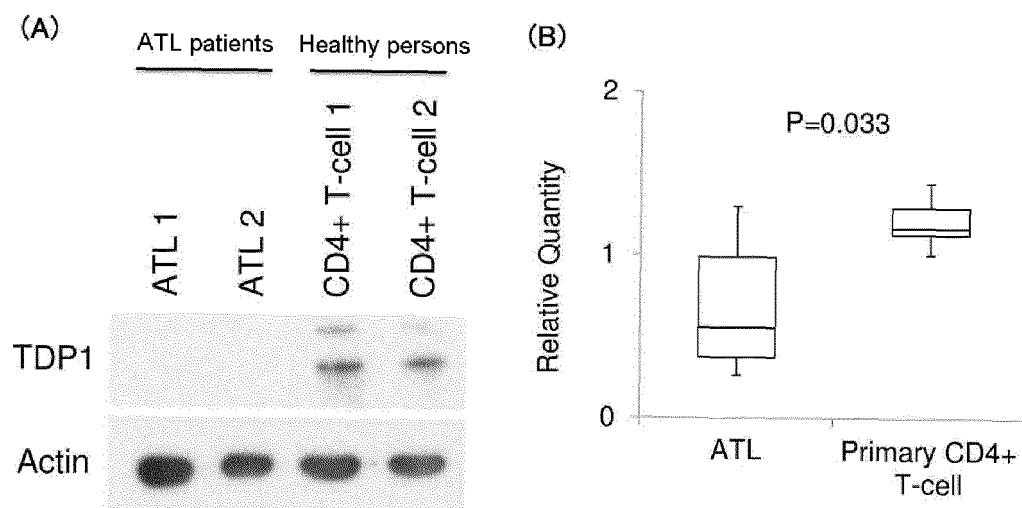 (A)
ATL patients
Healthy persons
ATL 1
ATL 2
CD4+ T-cell 1
CD4+ T-cell 2
TDP1
Actin
(B)
Relative Quantity
2
1
0
P=0.033
ATL
Primary CD4+
T-cell